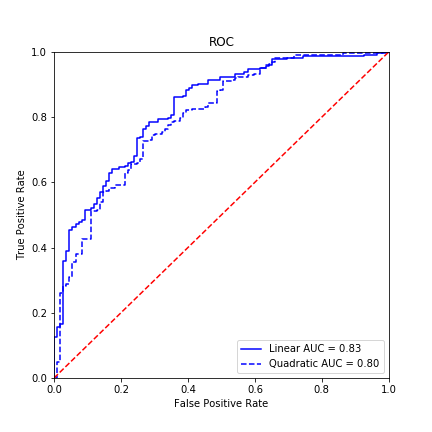 ROC
True Positive Rate
1.0
0.8
0.6
0.4
0.2
0.0
Linear AUC = 0.83
Quadratic AUC = 0.80
0.0 0.2 0.4 0.6 0.8 1.0
False Positive Rate